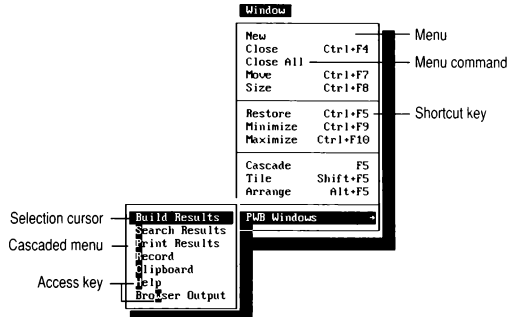 Window
New
Close Ctrl+F4
Close All
Move Ctrl+F7
Size Ctrl+F8
Restore Ctrl+F5
Minimize Ctrl+F9
Maximize Ctrl+F10
Cascade F5
Tile Shift+F5
Arrange Alt+F5
PWB Windows →
Menu
Menu command
Shortcut key
Selection cursor
Cascaded menu
Access key
Build Results
Search Results
Print Results
Record
Clipboard
Help
Browser Output